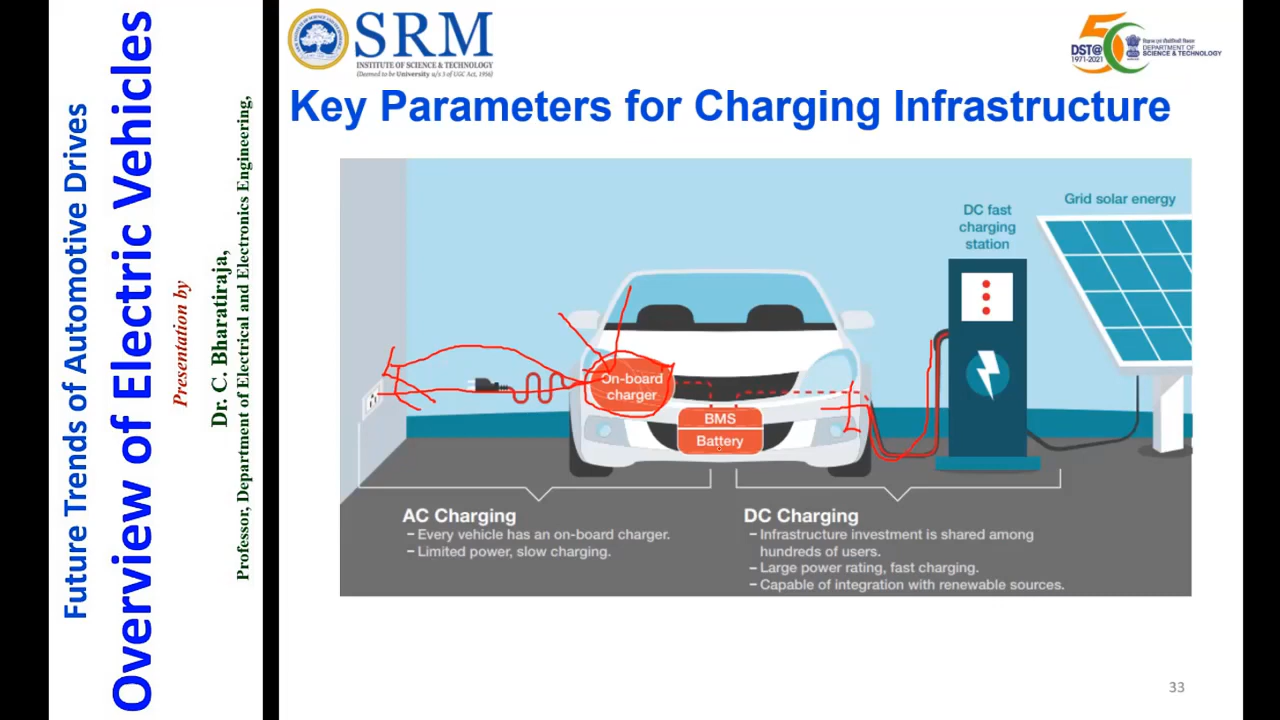 Future Trends of Automotive Drives
Overview of Electric Vehicles
Presentation by
Dr. C. Bharatiraja,
Professor, Department of Electrical and Electronics Engineering,
SRM
INSTITUTE OF SCIENCE & TECHNOLOGY
(Deemed to be University u/s 3 of UGC Act, 1956)
50
DST@
1971-2021
DEPARTMENT OF
SCIENCE & TECHNOLOGY
Key Parameters for Charging Infrastructure
Grid solar energy
DC fast
charging
station
On-board
charger
BMS
Battery
AC Charging
– Every vehicle has an on-board charger.
– Limited power, slow charging.
DC Charging
– Infrastructure investment is shared among
hundreds of users.
– Large power rating, fast charging.
– Capable of integration with renewable sources.
33